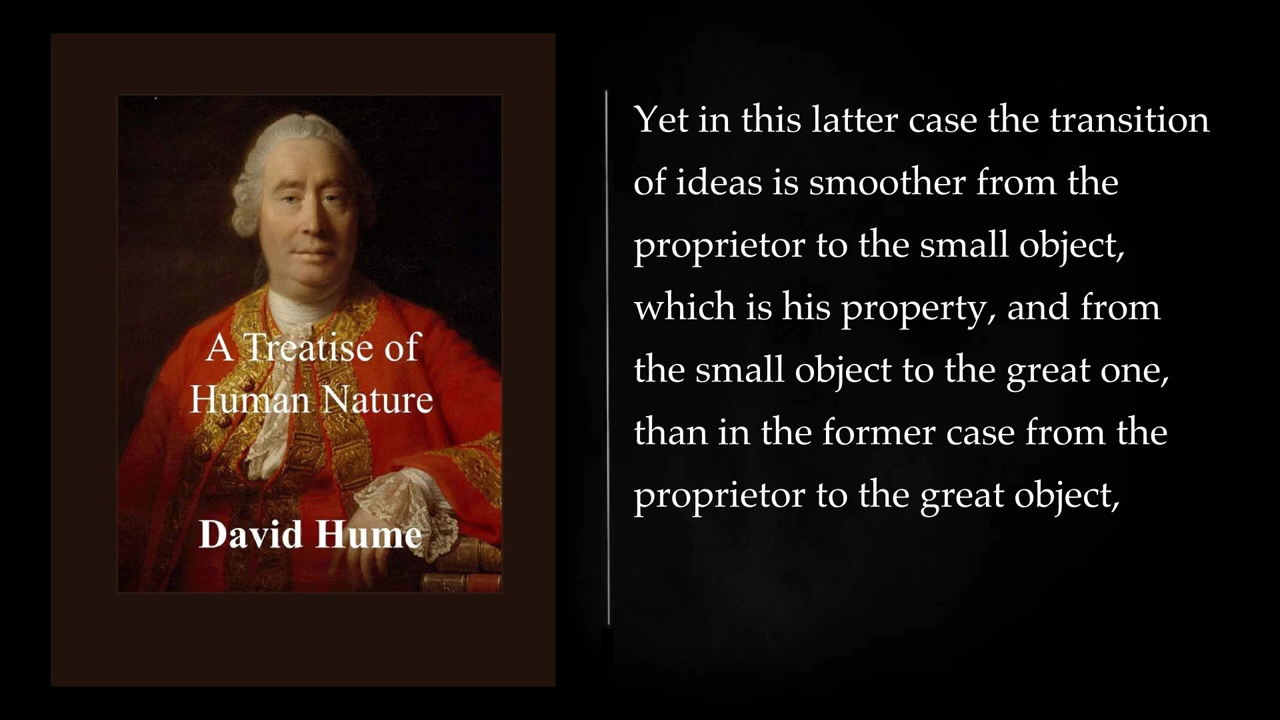 A Treatise of
Human Nature
David Hume
Yet in this latter case the transition
of ideas is smoother from the
proprietor to the small object,
which is his property, and from
the small object to the great one,
than in the former case from the
proprietor to the great object,